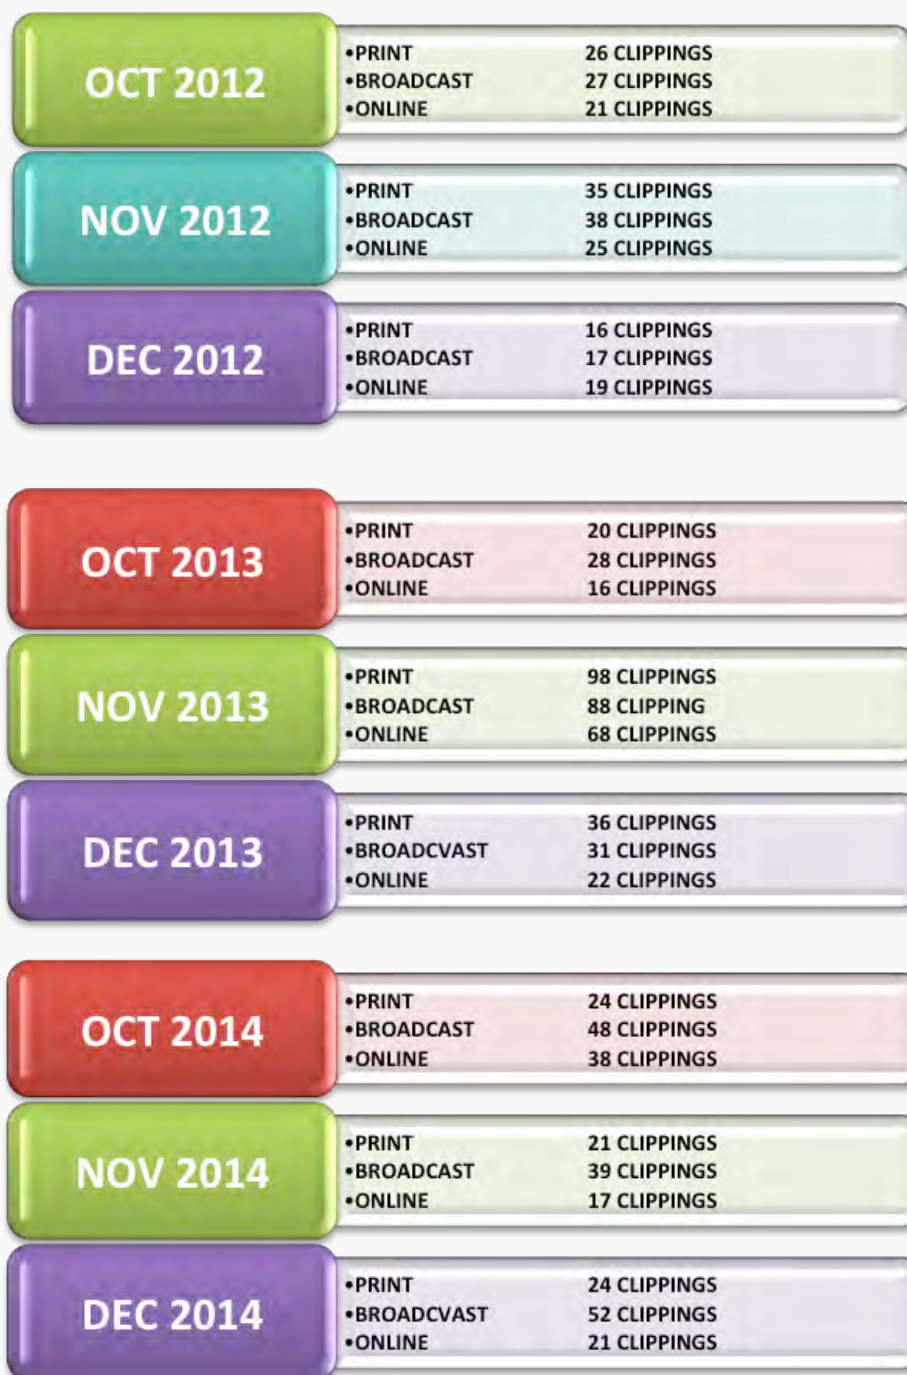 OCT 2012
•PRINT 26 CLIPPINGS
•BROADCAST 27 CLIPPINGS
•ONLINE 21 CLIPPINGS
NOV 2012
•PRINT 35 CLIPPINGS
•BROADCAST 38 CLIPPINGS
•ONLINE 25 CLIPPINGS
DEC 2012
•PRINT 16 CLIPPINGS
•BROADCAST 17 CLIPPINGS
•ONLINE 19 CLIPPINGS
OCT 2013
•PRINT 20 CLIPPINGS
•BROADCAST 28 CLIPPINGS
•ONLINE 16 CLIPPINGS
NOV 2013
•PRINT 98 CLIPPINGS
•BROADCAST 88 CLIPPING
•ONLINE 68 CLIPPINGS
DEC 2013
•PRINT 36 CLIPPINGS
•BROADCVAST 31 CLIPPINGS
•ONLINE 22 CLIPPINGS
OCT 2014
•PRINT 24 CLIPPINGS
•BROADCAST 48 CLIPPINGS
•ONLINE 38 CLIPPINGS
NOV 2014
•PRINT 21 CLIPPINGS
•BROADCAST 39 CLIPPINGS
•ONLINE 17 CLIPPINGS
DEC 2014
•PRINT 24 CLIPPINGS
•BROADCVAST 52 CLIPPINGS
•ONLINE 21 CLIPPINGS